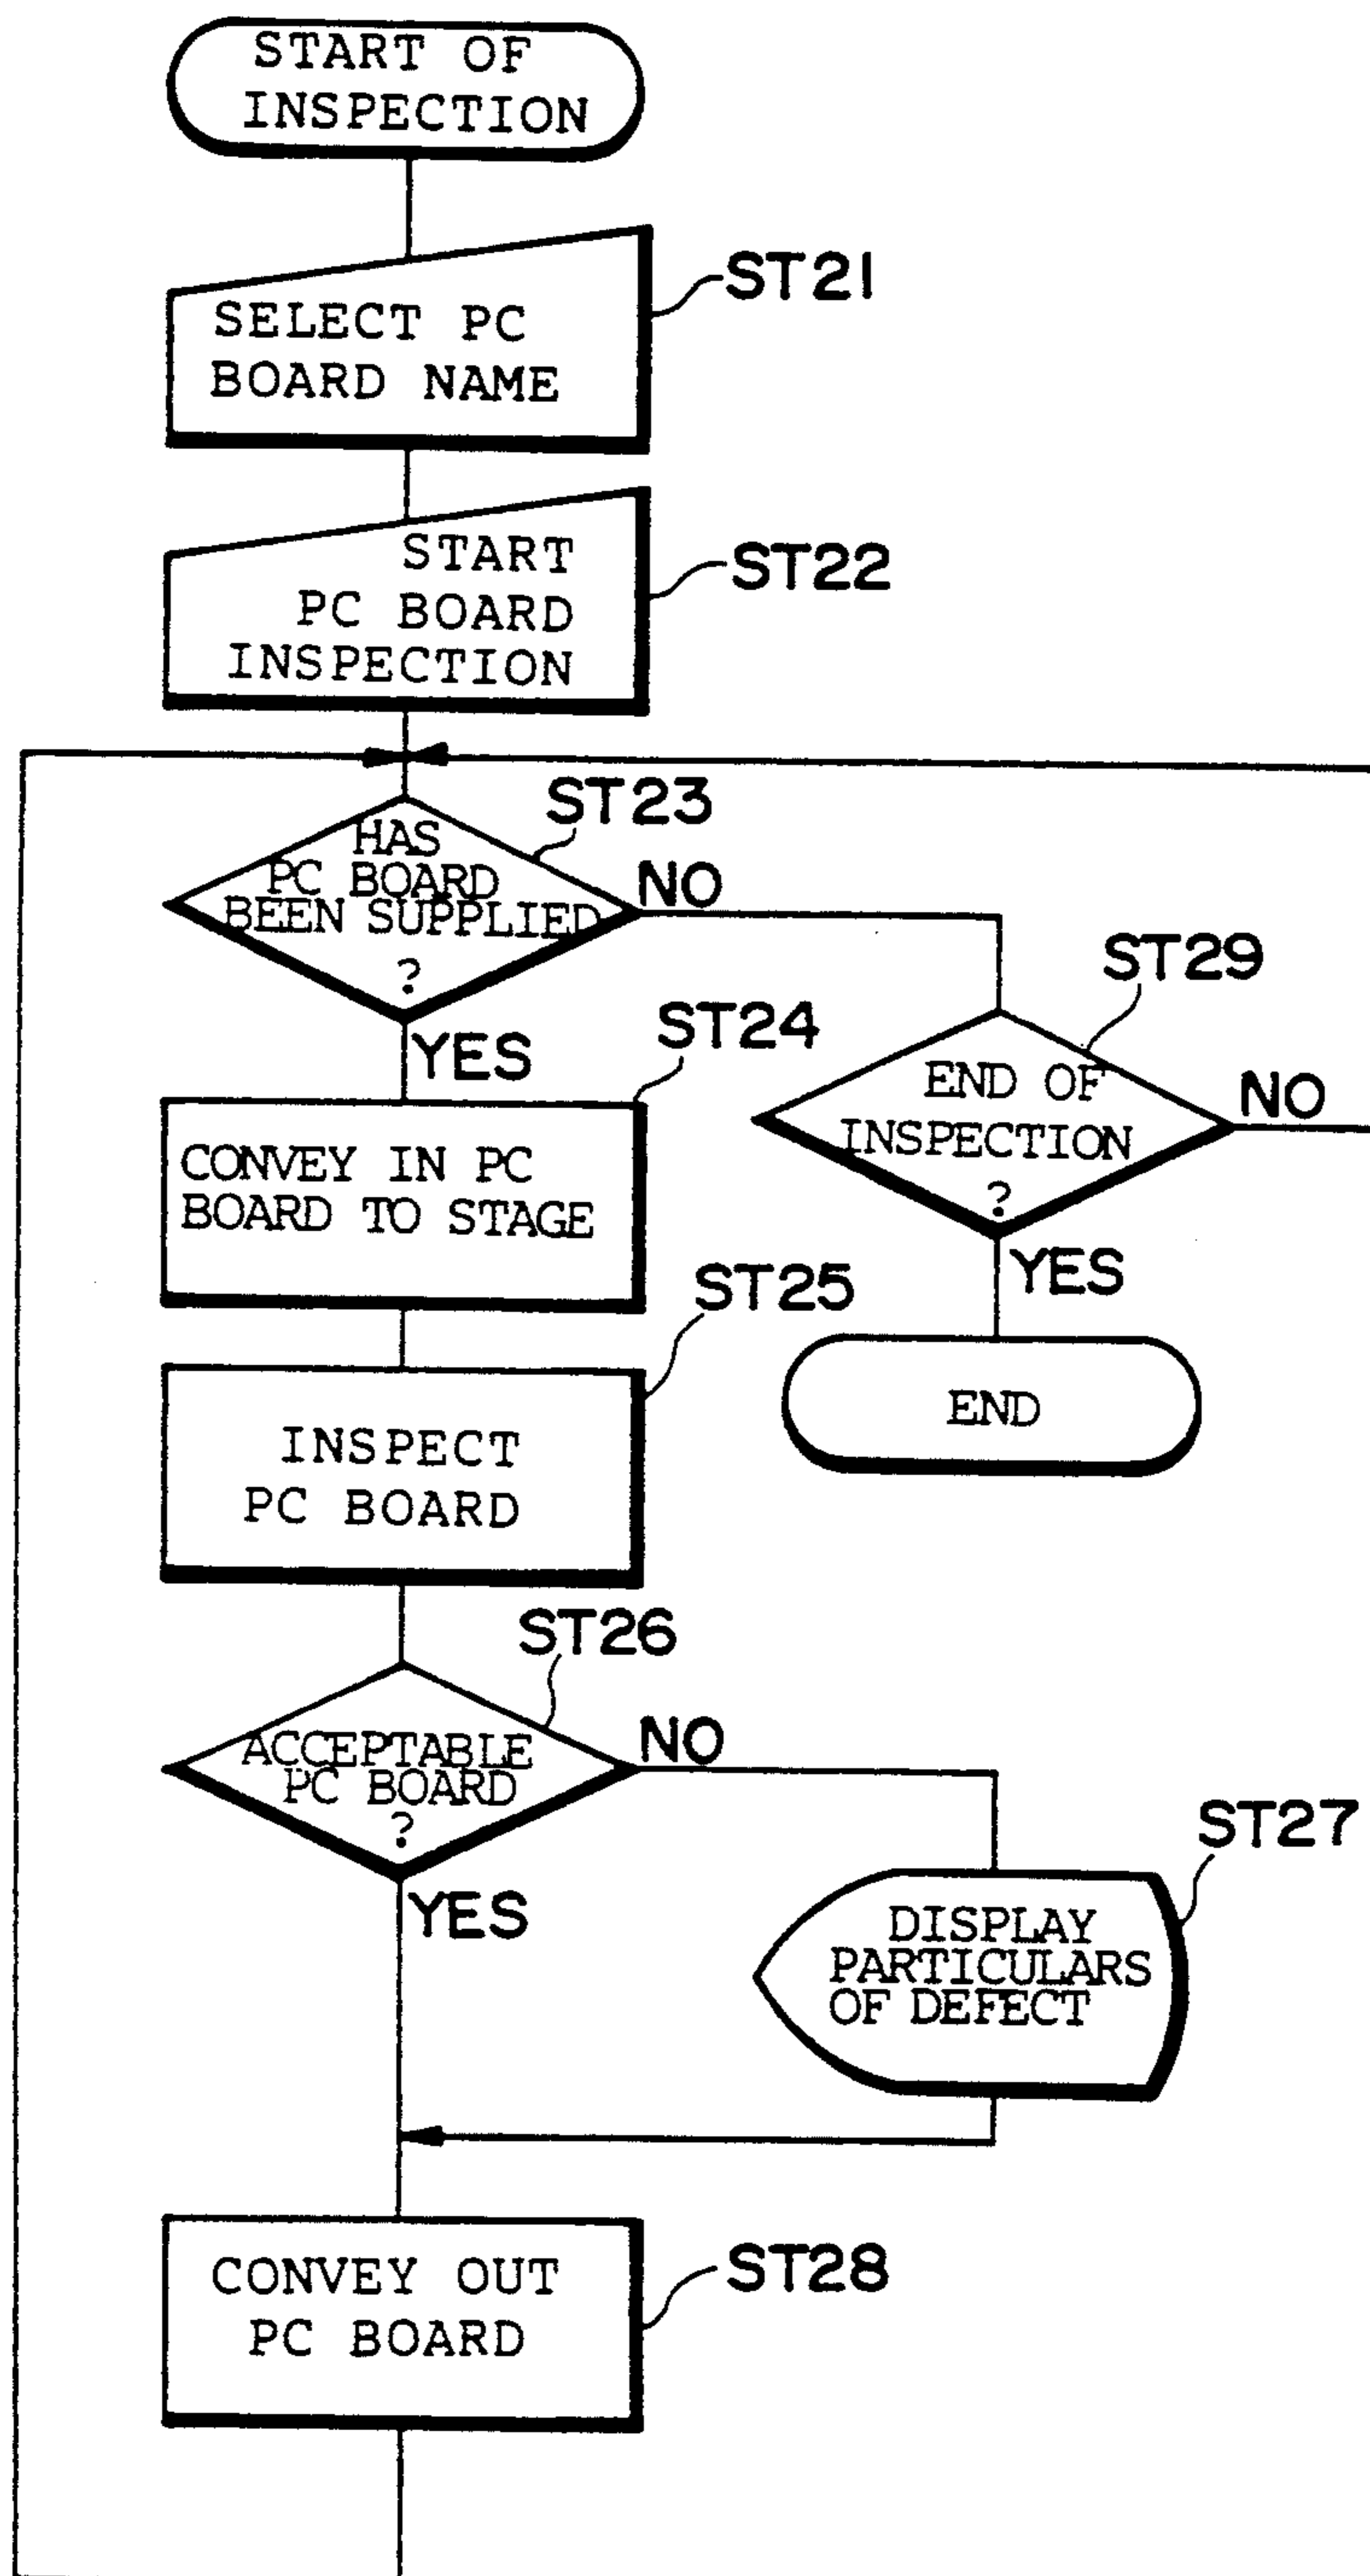 START OF
INSPECTION
ST21
SELECT PC
BOARD NAME
ST22
START
PC BOARD
INSPECTION
ST23
HAS
PC BOARD
BEEN SUPPLIED
?
NO
YES
ST29
END OF
INSPECTION
?
NO
YES
END
ST24
CONVEY IN PC
BOARD TO STAGE
ST25
INSPECT
PC BOARD
ST26
ACCEPTABLE
PC BOARD
?
NO
YES
ST27
DISPLAY
PARTICULARS
OF DEFECT
ST28
CONVEY OUT
PC BOARD